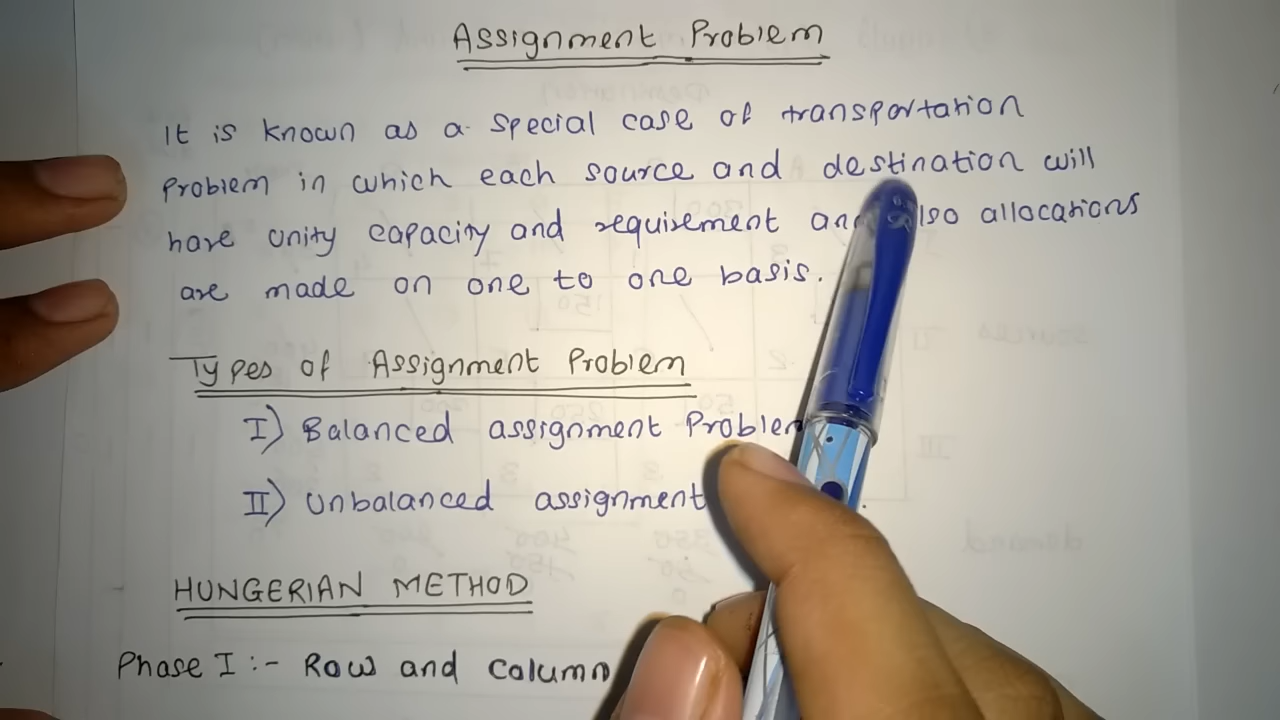 Assignment Problem
It is known as a special case of transportation
Problem in which each source and destination will
have unity capacity and requirement and also allocations
are made on one to one basis.
Types of Assignment Problem
I) Balanced assignment Problem
II) Unbalanced assignment
HUNGERIAN METHOD
Phase I :- Row and column